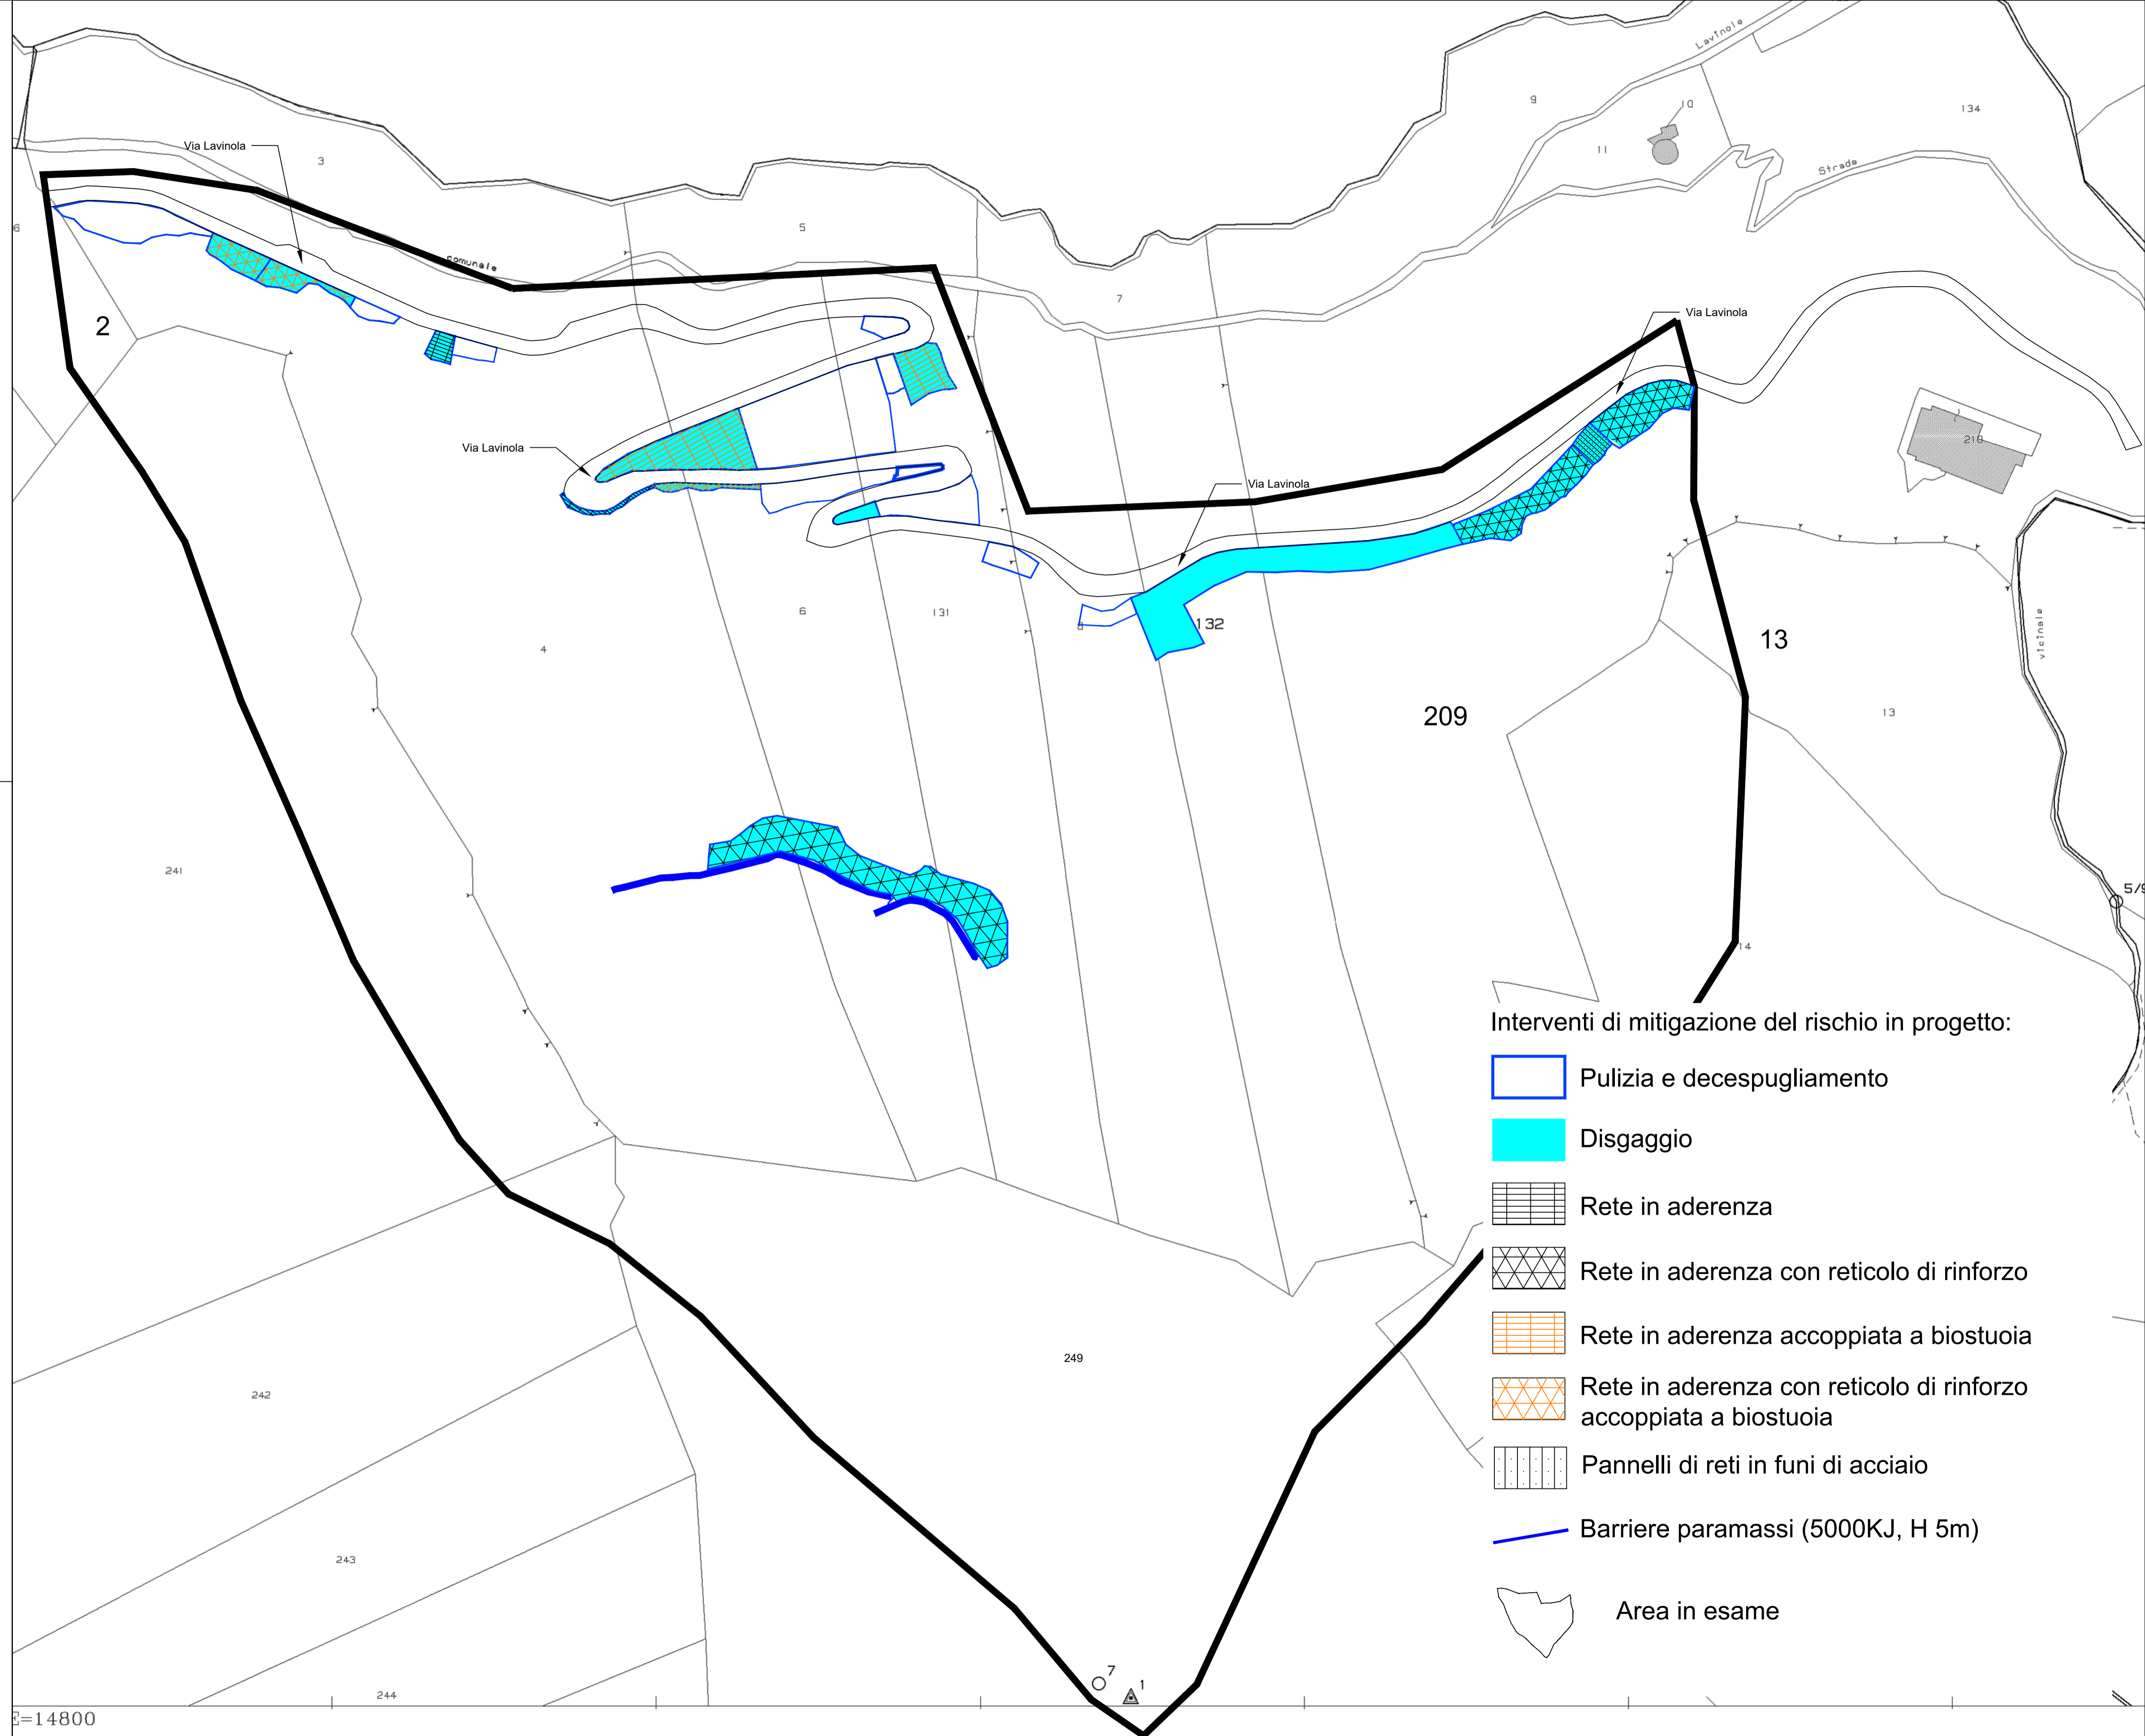 Lavinole
9
10
134
11
Via Lavinola
3
Strada
6
5
comunale
7
Via Lavinola
2
210
Via Lavinola
Via Lavinola
6
131
8
132
vicinale
4
13
209
13
241
5/9
14
Interventi di mitigazione del rischio in progetto:
Pulizia e decespugliamento
Disgaggio
Rete in aderenza
Rete in aderenza con reticolo di rinforzo
Rete in aderenza accoppiata a biostuoia
249
242
Rete in aderenza con reticolo di rinforzo
accoppiata a biostuoia
Pannelli di reti in funi di acciaio
Barriere paramassi (5000KJ, H 5m)
243
Area in esame
7
1
244
E=14800